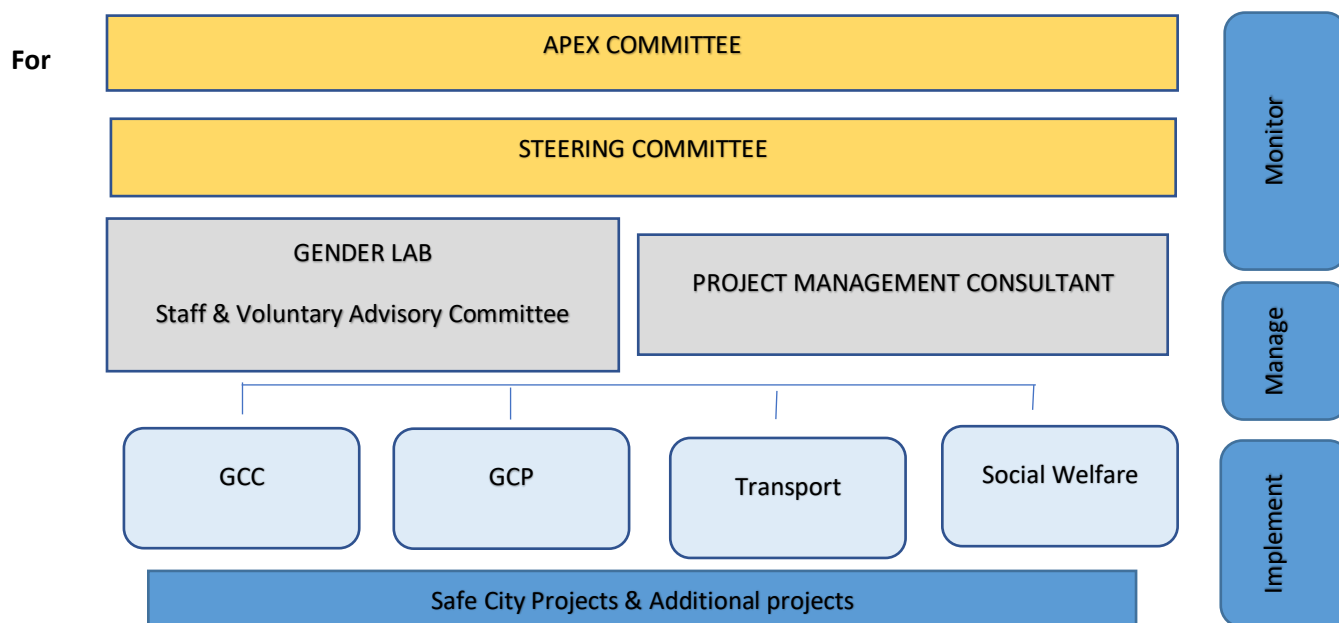 For
APEX COMMITTEE
STEERING COMMITTEE
Monitor
GENDER LAB
Staff & Voluntary Advisory Committee
PROJECT MANAGEMENT CONSULTANT
Manage
GCC
GCP
Transport
Social Welfare
Implement
Safe City Projects & Additional projects